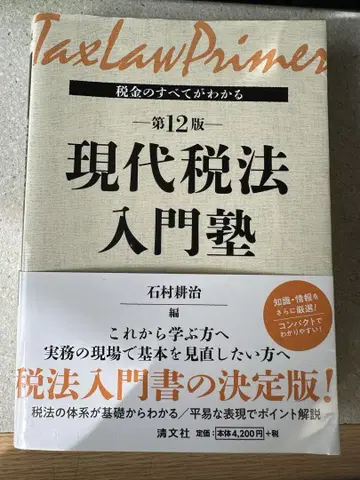 Tax Law Primer
税金のすべてがわかる
第12版
現代税法
入門塾
石村耕治
編
知識・情報を
さらに厳選!
コンパクトで
わかりやすい!
これから学ぶ方へ
実務の現場で基本を見直したい方へ
税法入門書の決定版!
税法の体系が基礎からわかる/平易な表現でポイント解説
清文社 定価:本体4,200円+税